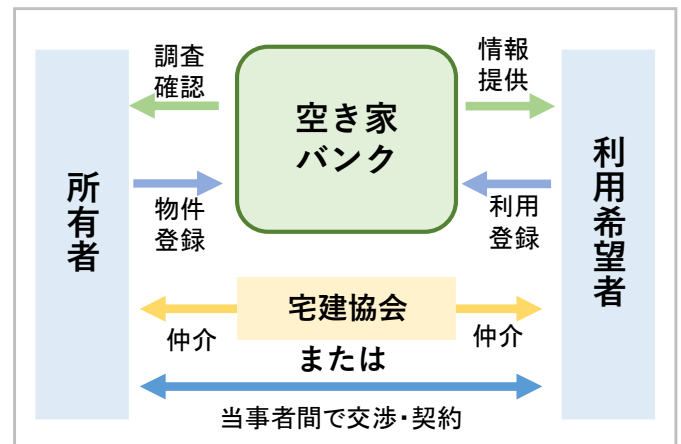 調査
確認
情報
提供
空き家
バンク
所有者
利用希望者
物件
登録
利用
登録
宅建協会
仲介
仲介
または
当事者間で交渉・契約